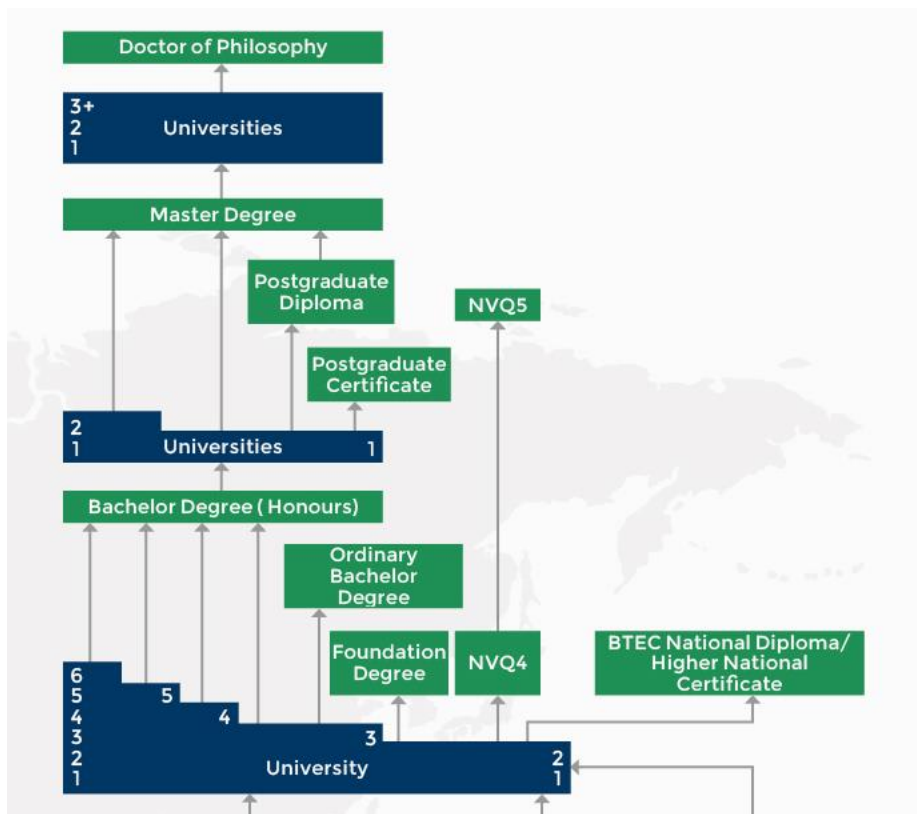 Doctor of Philosophy
3+
2
1
Universities
Master Degree
Postgraduate
Diploma
NVQ5
Postgraduate
Certificate
2
1
Universities
1
Bachelor Degree ( Honours)
Ordinary
Bachelor
Degree
Foundation
Degree
NVQ4
BTEC National Diploma/
Higher National
Certificate
6
5
4
3
2
1
5
4
3
University
2
1